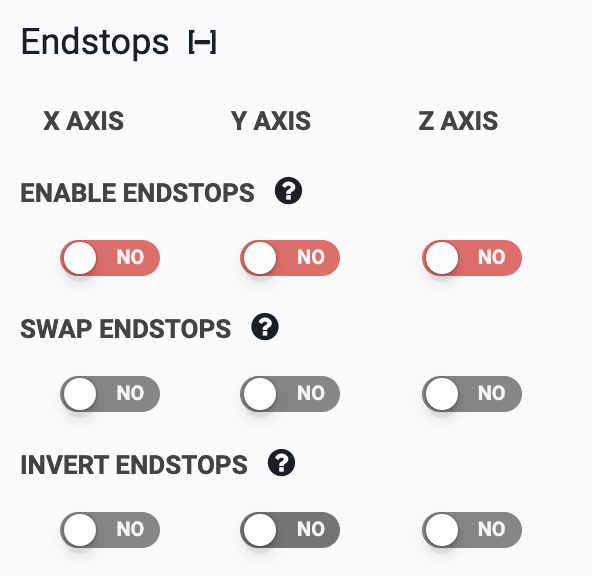 Endstops [–]
X AXIS Y AXIS Z AXIS
ENABLE ENDSTOPS ?
NO NO NO
SWAP ENDSTOPS ?
NO NO NO
INVERT ENDSTOPS ?
NO NO NO